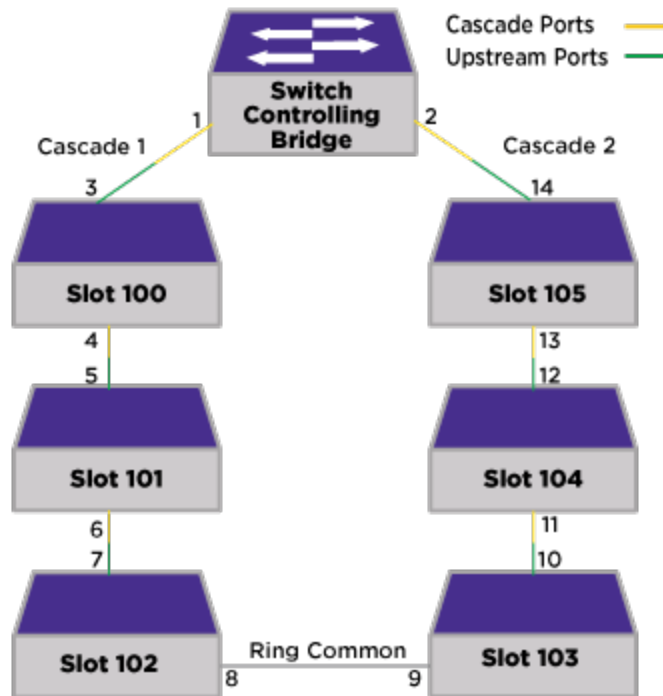 Cascade Ports
Upstream Ports
Switch
Controlling
Bridge
1
2
Cascade 1
Cascade 2
3
14
Slot 100
Slot 105
4
13
5
12
Slot 101
Slot 104
6
11
7
10
Slot 102
Ring Common
Slot 103
8
9